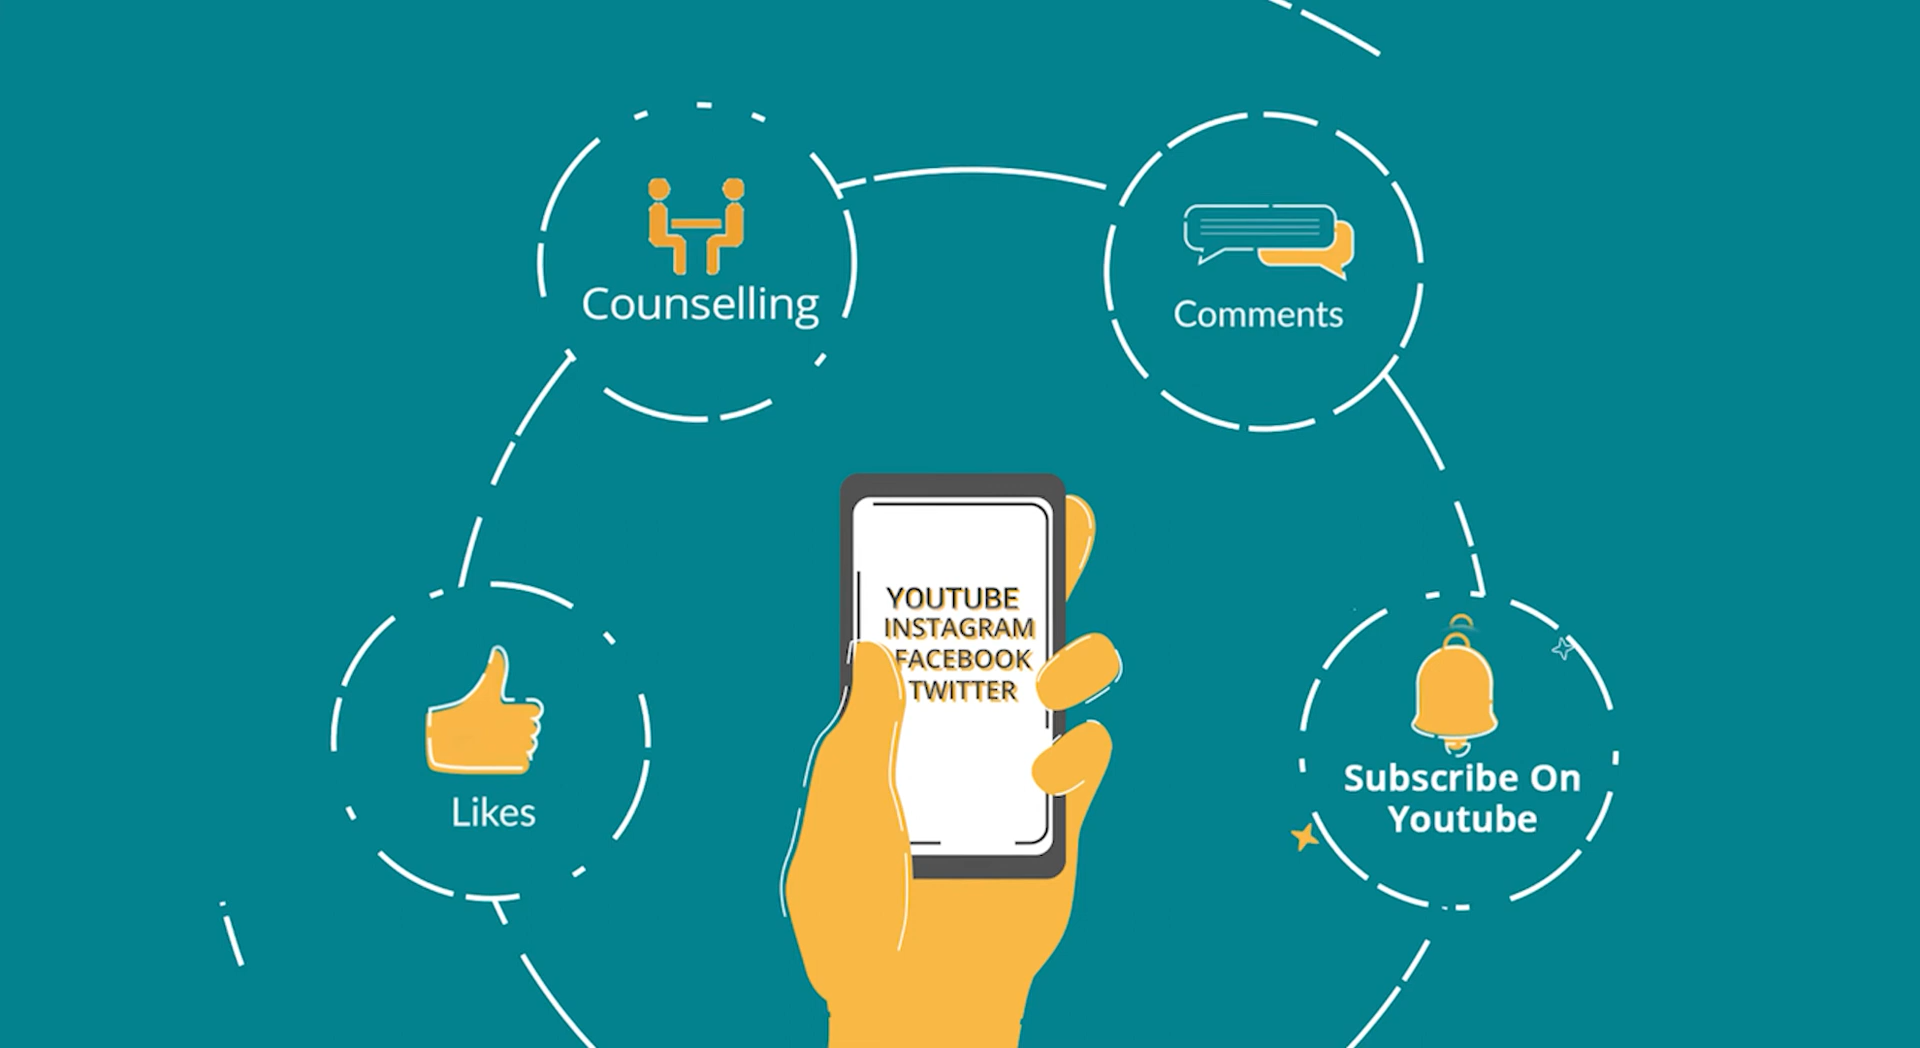 Counselling
Comments
YOUTUBE
INSTAGRAM
FACEBOOK
TWITTER
Likes
Subscribe On
Youtube